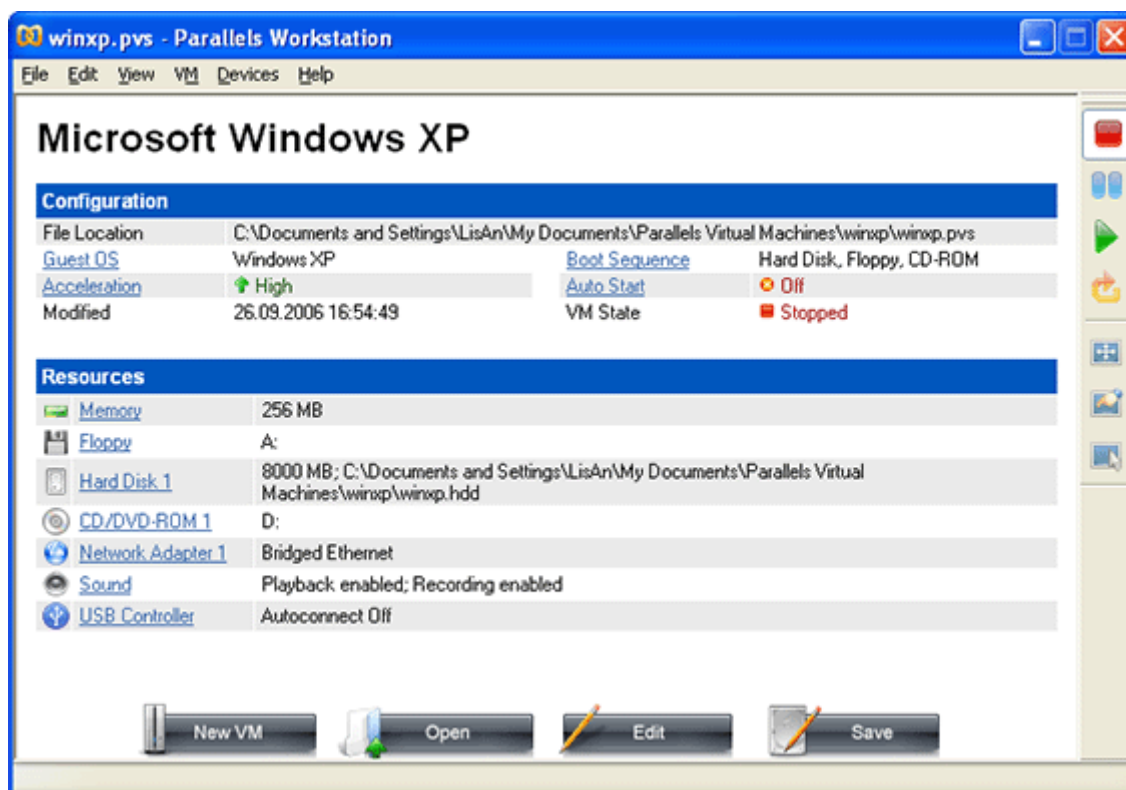 winxp.pvs - Parallels Workstation
File Edit View VM Devices Help
Microsoft Windows XP
Configuration
File Location C:\Documents and Settings\LisAn\My Documents\Parallels Virtual Machines\winxp\winxp.pvs
Guest OS Windows XP Boot Sequence Hard Disk, Floppy, CD-ROM
Acceleration High Auto Start Off
Modified 26.09.2006 16:54:49 VM State Stopped
Resources
Memory 256 MB
Floppy A:
Hard Disk 1 8000 MB; C:\Documents and Settings\LisAn\My Documents\Parallels Virtual
Machines\winxp\winxp.hdd
CD/DVD-ROM 1 D:
Network Adapter 1 Bridged Ethernet
Sound Playback enabled; Recording enabled
USB Controller Autoconnect Off
New VM Open Edit Save